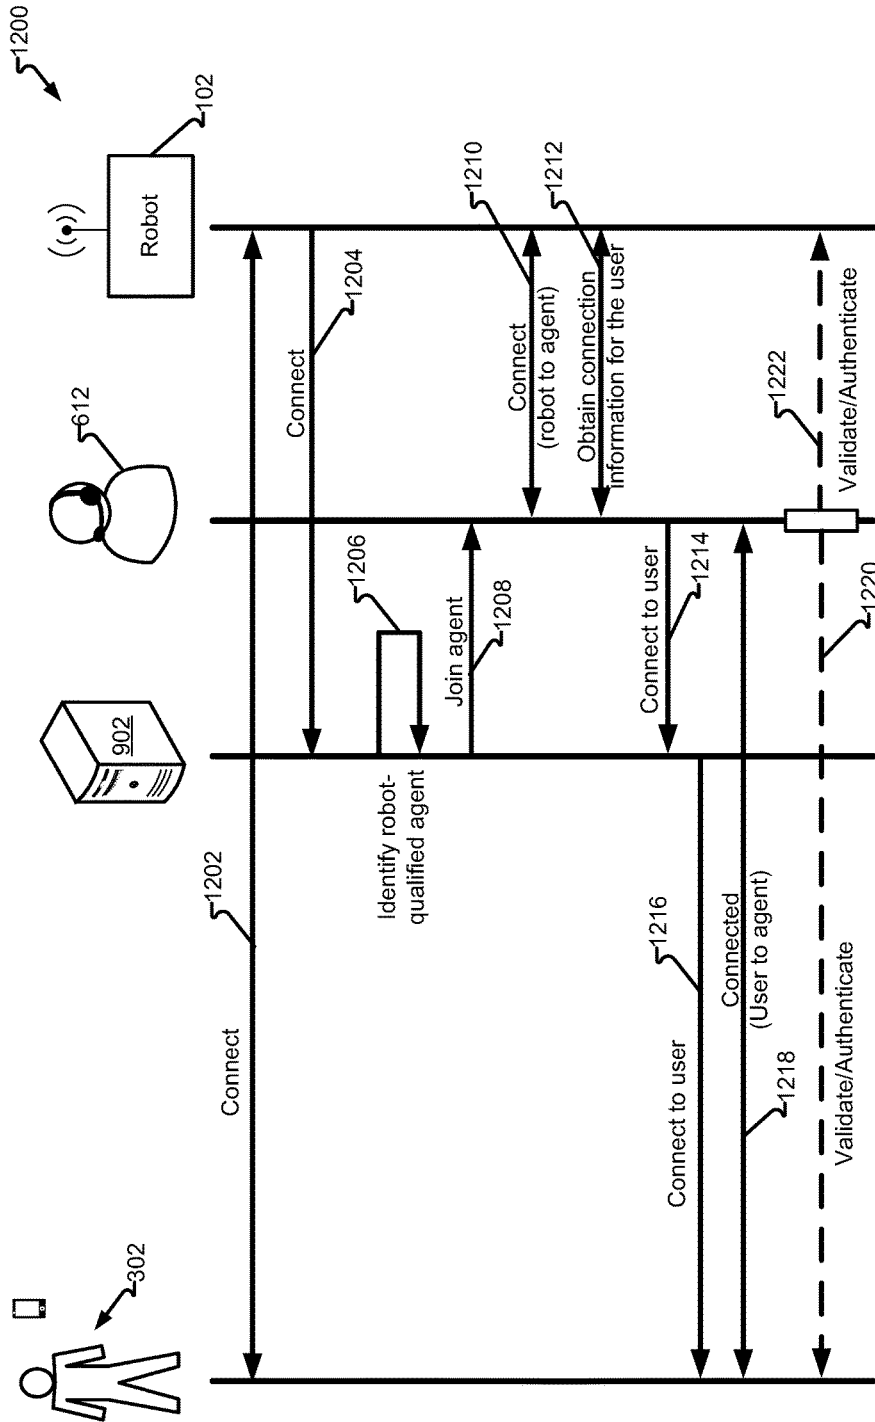 1200
302
902
612
102
Robot
Connect
1202
Connect
1204
Identify robot-
qualified agent
1206
Join agent
1208
Connect
(robot to agent)
1210
Obtain connection
information for the user
1212
Connect to user
1214
Connect to user
1216
Connected
(User to agent)
1218
Validate/Authenticate
1220
Validate/Authenticate
1222